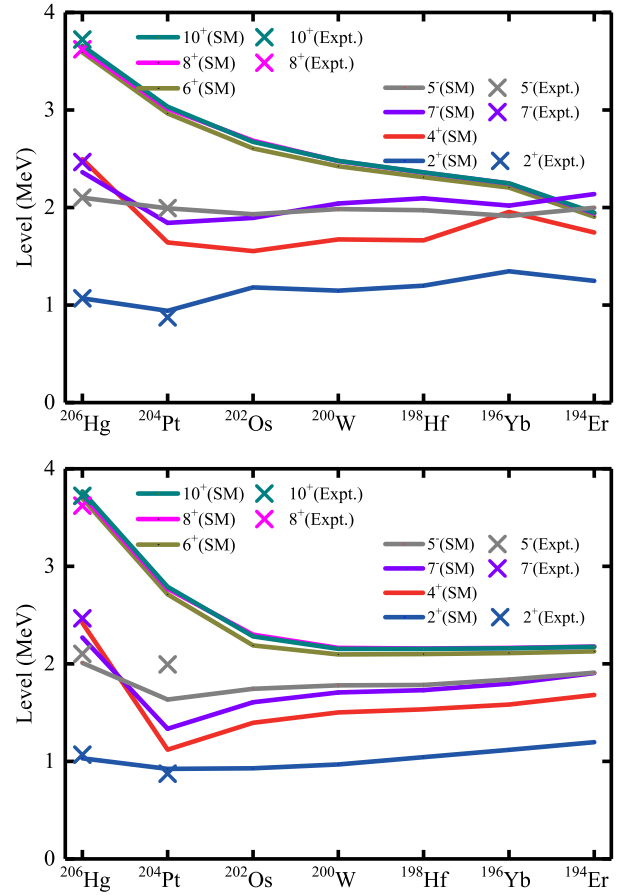 4
10⁺(SM) 10⁺(Expt.)
8⁺(SM) 8⁺(Expt.)
6⁺(SM)
5⁻(SM) 5⁻(Expt.)
3
7⁻(SM) 7⁻(Expt.)
4⁺(SM)
2⁺(SM) 2⁺(Expt.)
Level (MeV)
2
1
0
²⁰⁶Hg ²⁰⁴Pt ²⁰²Os ²⁰⁰W ¹⁹⁸Hf ¹⁹⁶Yb ¹⁹⁴Er
4
10⁺(SM) 10⁺(Expt.)
8⁺(SM) 8⁺(Expt.)
6⁺(SM)
5⁻(SM) 5⁻(Expt.)
3
7⁻(SM) 7⁻(Expt.)
4⁺(SM)
2⁺(SM) 2⁺(Expt.)
Level (MeV)
2
1
0
²⁰⁶Hg ²⁰⁴Pt ²⁰²Os ²⁰⁰W ¹⁹⁸Hf ¹⁹⁶Yb ¹⁹⁴Er